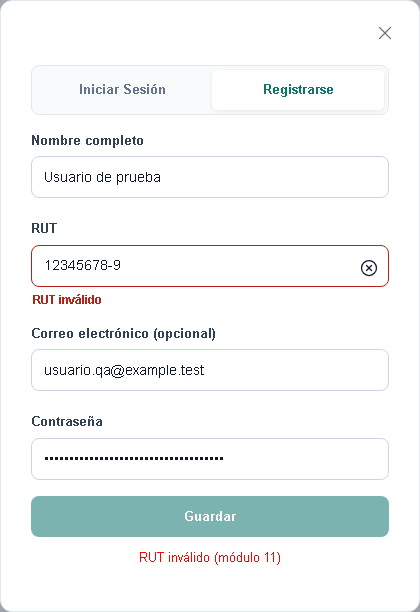 Iniciar Sesión
Registrarse
Nombre completo
Usuario de prueba
RUT
12345678-9
RUT inválido
Correo electrónico (opcional)
usuario.qa@example.test
Contraseña
Guardar
RUT inválido (módulo 11)